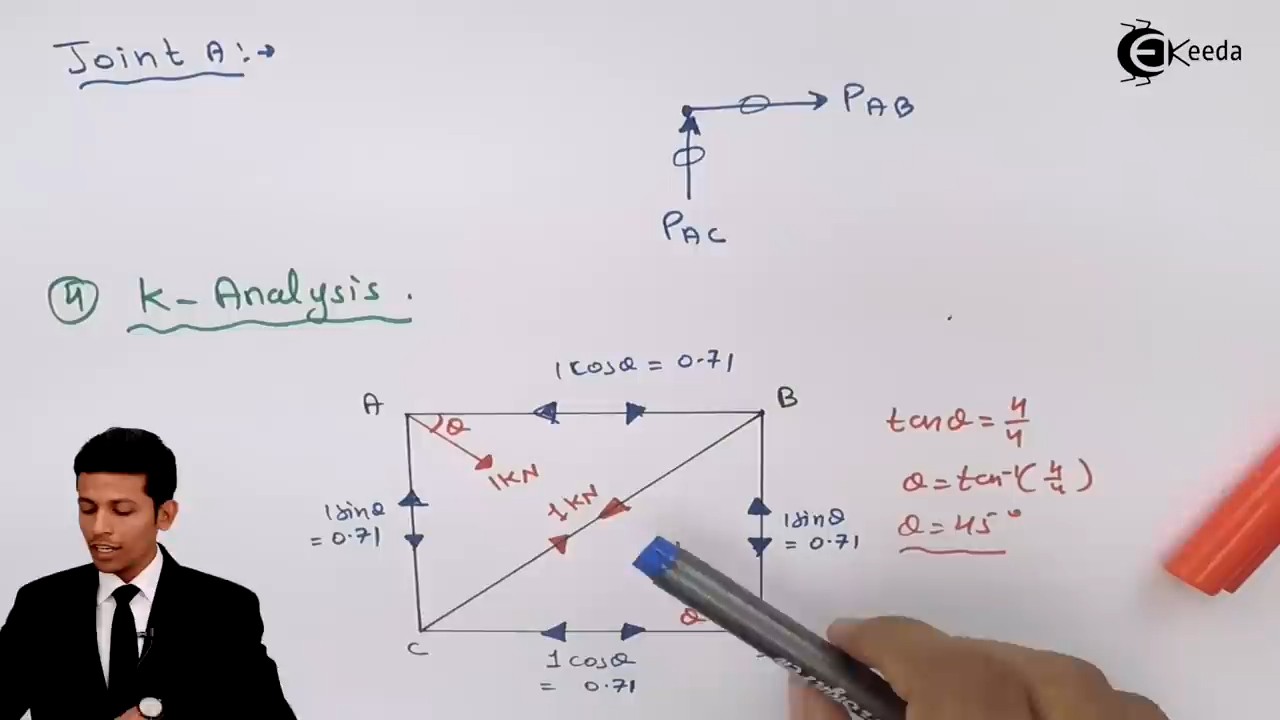 Joint A:→
EKeeda
PAB
PAC
4 K-Analysis.
1cosθ = 0.71
A
B
θ
1KN
1KN
1sinθ
= 0.71
1sinθ
= 0.71
tanθ = 4/4
θ = tan⁻¹(4/4)
θ = 45°
θ
C
1cosθ
= 0.71